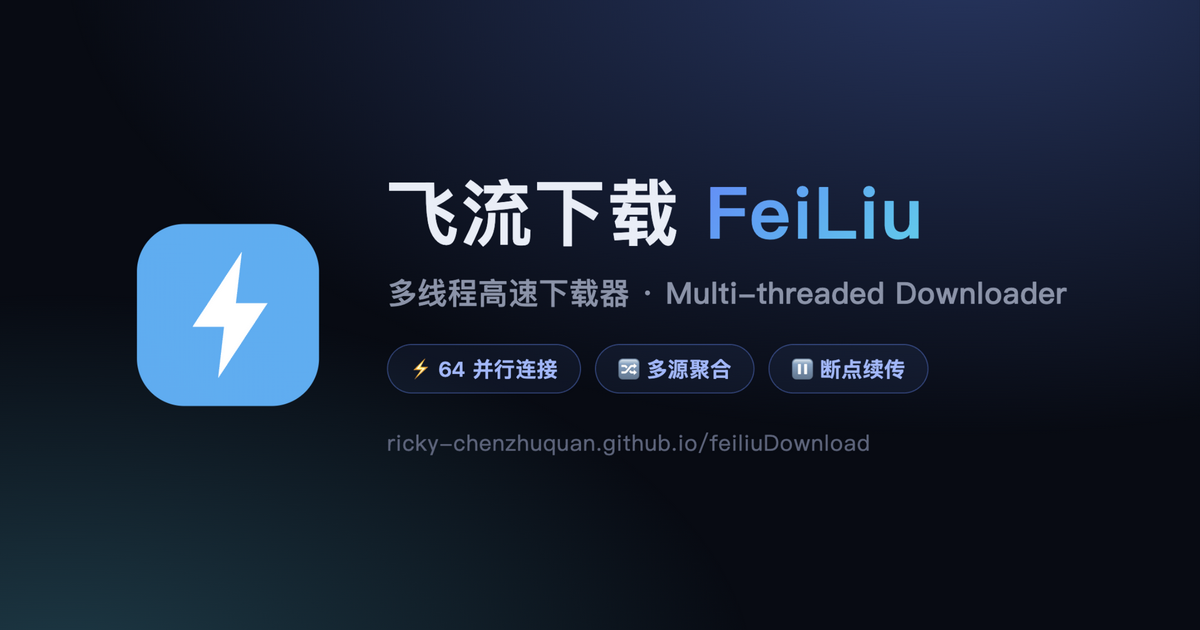 飞流下载 FeiLiu
多线程高速下载器 · Multi-threaded Downloader
⚡ 64 并行连接 🔀 多源聚合 ⏸ 断点续传
ricky-chenzhuquan.github.io/feiliuDownload